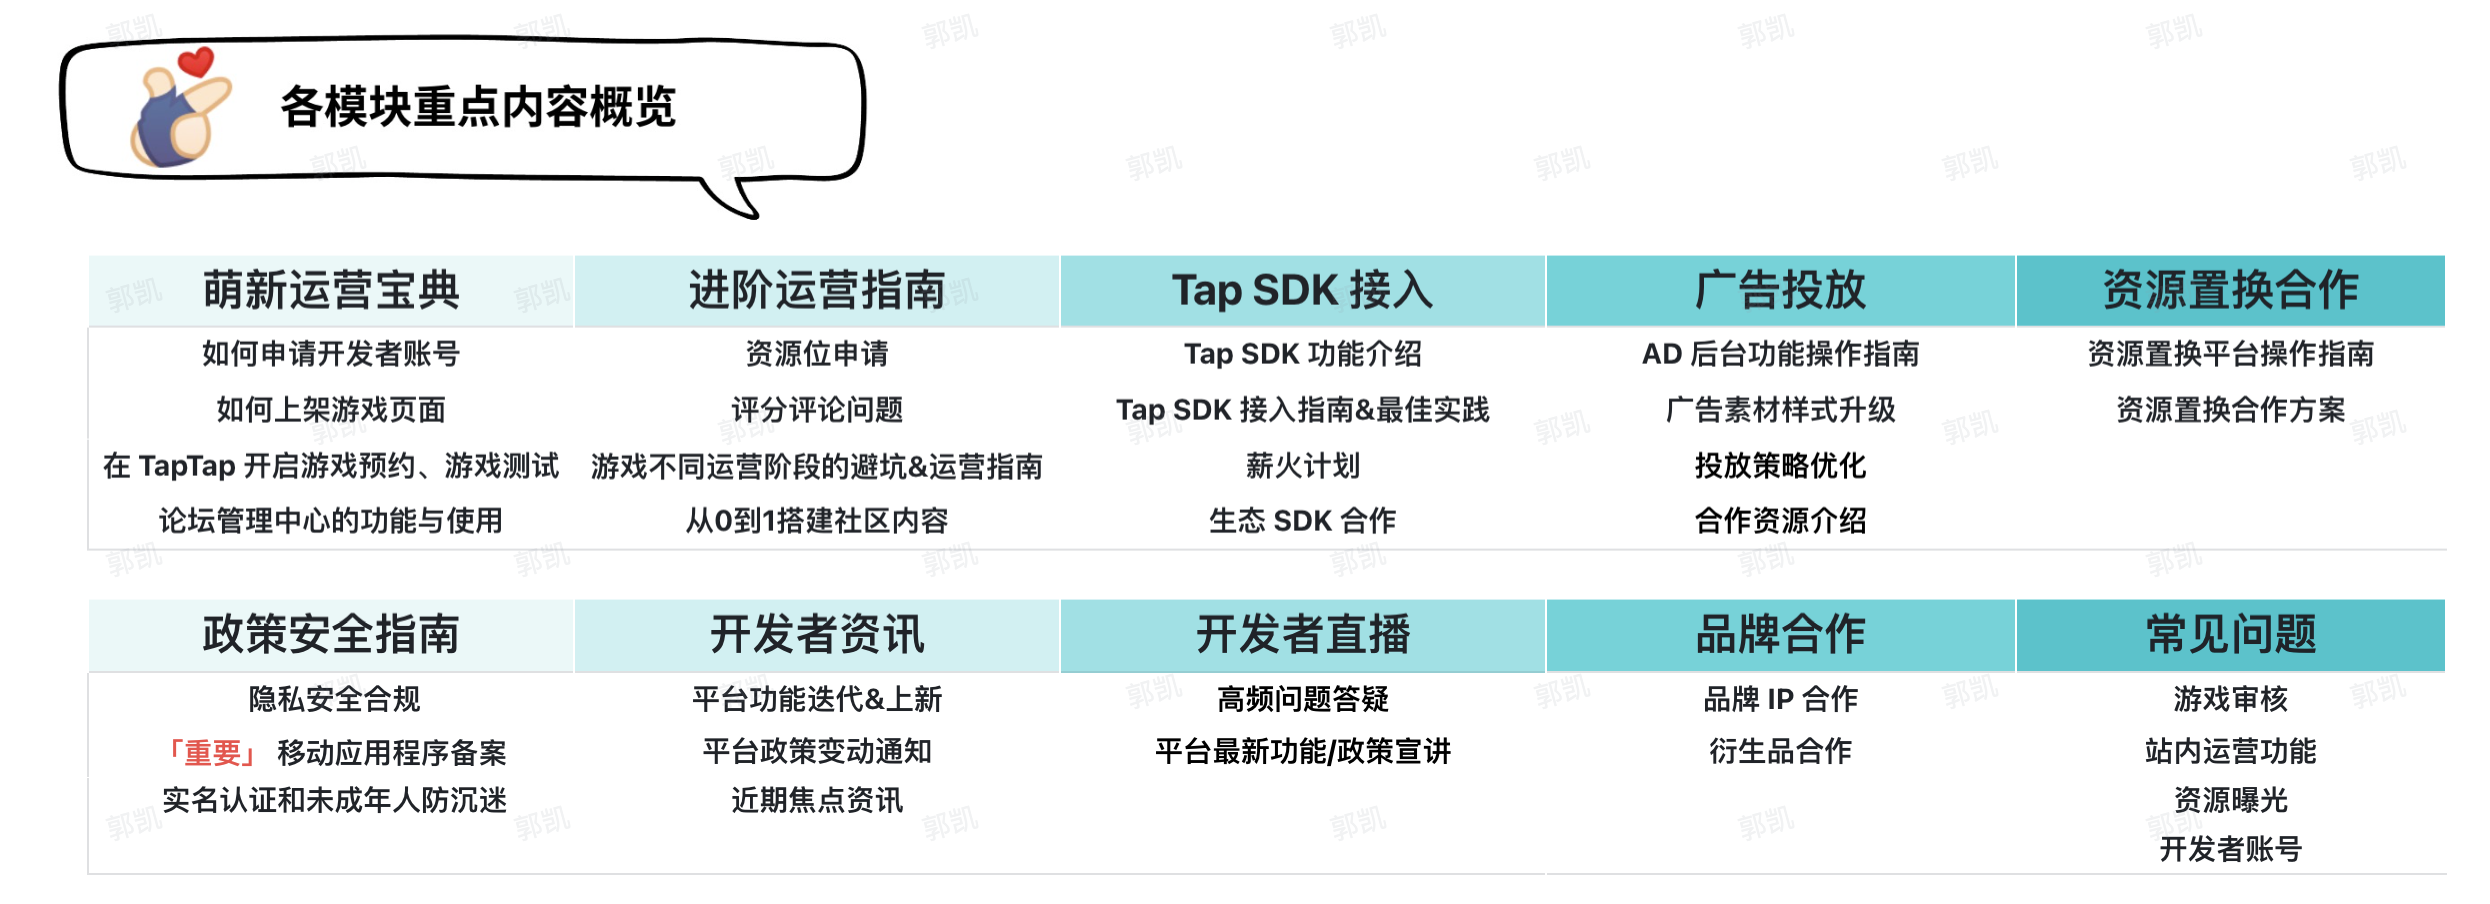 各模块重点内容概览
萌新运营宝典 进阶运营指南 Tap SDK 接入 广告投放 资源置换合作
如何申请开发者账号 资源位申请 Tap SDK 功能介绍 AD 后台功能操作指南 资源置换平台操作指南
如何上架游戏页面 评分评论问题 Tap SDK 接入指南&最佳实践 广告素材样式升级 资源置换合作方案
在 TapTap 开启游戏预约、游戏测试 游戏不同运营阶段的避坑&运营指南 薪火计划 投放策略优化
论坛管理中心的功能与使用 从0到1搭建社区内容 生态 SDK 合作 合作资源介绍
政策安全指南 开发者资讯 开发者直播 品牌合作 常见问题
隐私安全合规 平台功能迭代&上新 高频问题答疑 品牌 IP 合作 游戏审核
「重要」 移动应用程序备案 平台政策变动通知 平台最新功能/政策宣讲 衍生品合作 站内运营功能
实名认证和未成年人防沉迷 近期焦点资讯 资源曝光
开发者账号
郭凯